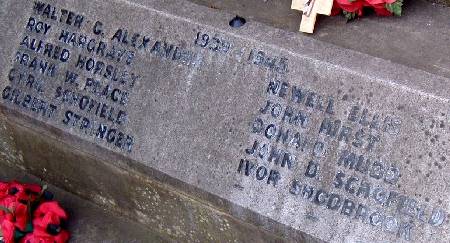 1939 - 1945
WALTER G. ALEXANDER
ROY HARGRAVE
ALFRED HORSLEY
FRANK W. PEACE
CYRIL SCHOFIELD
GILBERT STRINGER
NEWELL ELLIS
JOHN HIRST
DONALD MUDD
JOHN D. SCHOFIELD
IVOR SHODBROOK